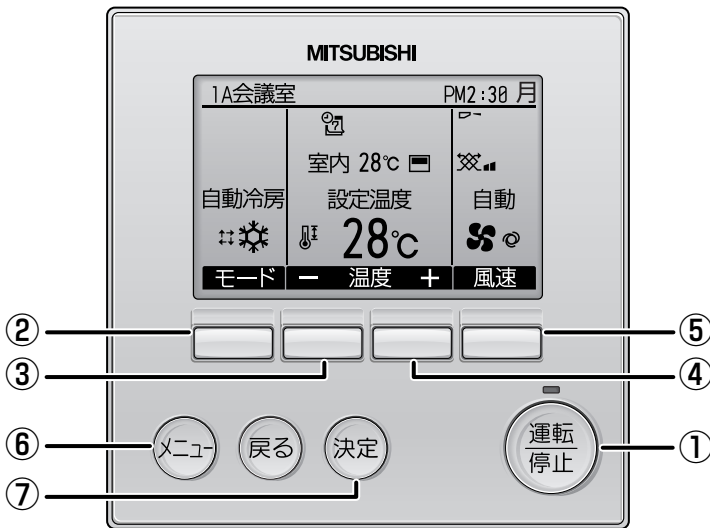 MITSUBISHI
1A会議室 PM2:30 月
室内 28℃
自動冷房 設定温度 自動
28℃
モード − 温度 + 風速
② ⑤
③ ④
⑥ メニュー 戻る 決定 運転 ①
停止
⑦